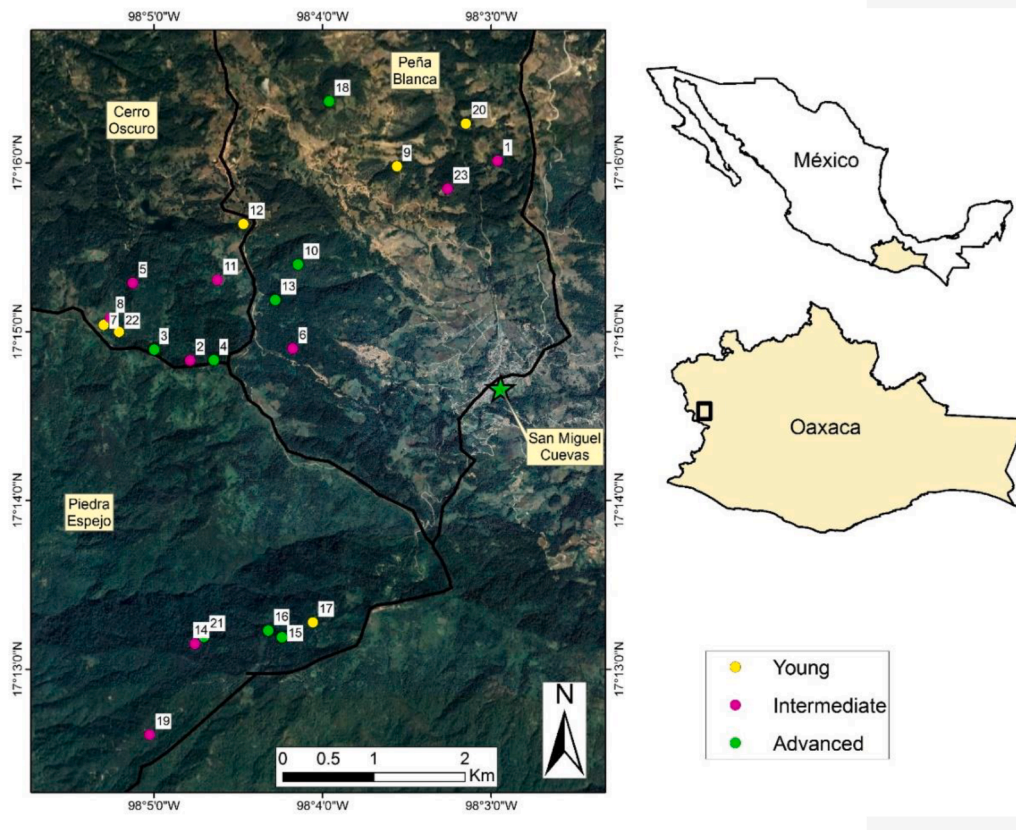 98°5'0"W
98°4'0"W
98°3'0"W
Peña
Blanca
18
20
Cerro
Oscuro
9
1
17°16'0"N
17°16'0"N
23
12
10
5
11
13
8
7
22
3
2
4
6
17°15'0"N
17°15'0"N
San Miguel
Cuevas
Piedra
Espejo
17°14'0"N
17°14'0"N
17
16
15
14
21
17°13'0"N
17°13'0"N
19
N
0 0.5 1 2
Km
98°5'0"W
98°4'0"W
98°3'0"W
México
Oaxaca
Young
Intermediate
Advanced